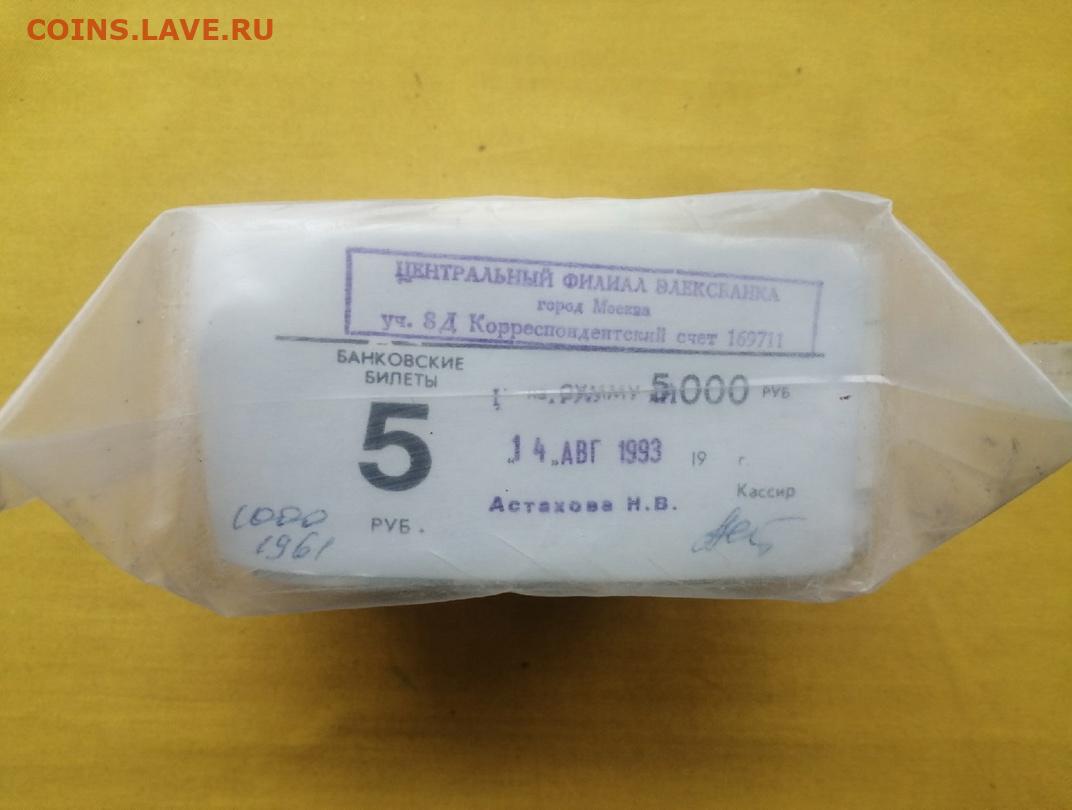 COINS.LAVE.RU
ЦЕНТРАЛЬНЫЙ ФИЛИАЛ ЭЛЕКСБАНКА
город Москва
уч. 8Д Корреспондентский счет 169711
БАНКОВСКИЕ
БИЛЕТЫ
5
РУБ.
5000 РУБ
14 АВГ 1993 19 г.
Кассир
Астахова Н.В.
1000
1961